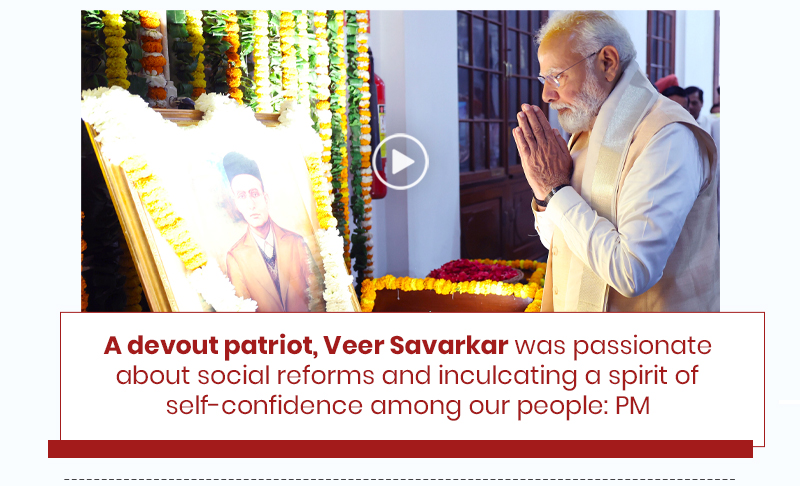 A devout patriot, Veer Savarkar was passionate
about social reforms and inculcating a spirit of
self-confidence among our people: PM